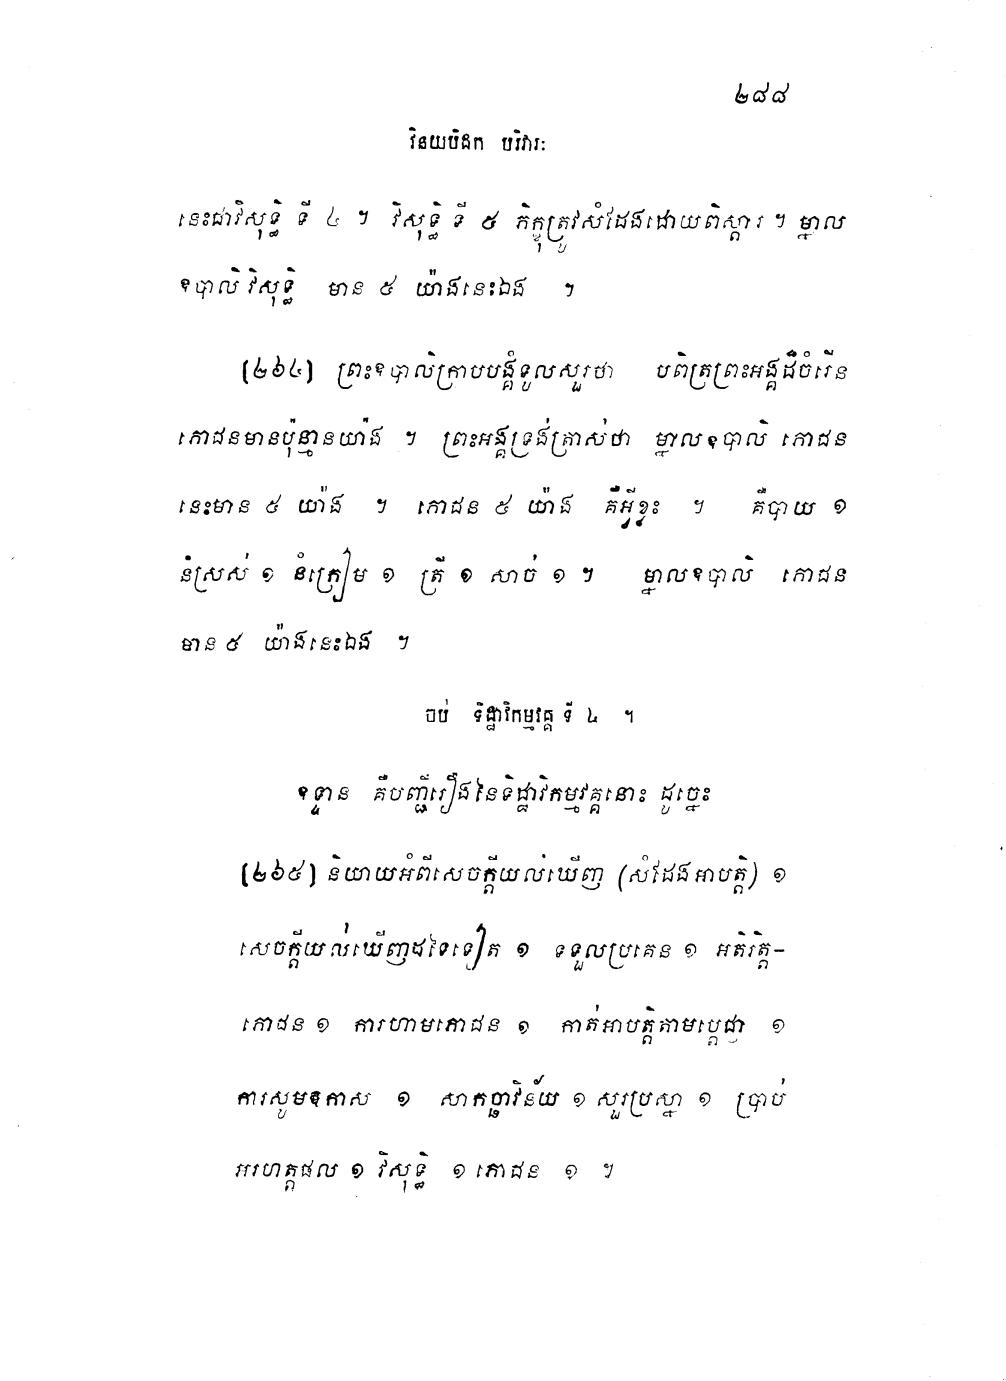 ២៨៨
វិនយបិដក បរិវារៈ
នេះជាវិសុទ្ធិ ទី ៤ ។ វិសុទ្ធិ ទី ៥ ភិក្ខុត្រូវសំដែងដោយពិស្តារ ។ ម្នាល
ឧបាលិ វិសុទ្ធិ មាន ៥ យ៉ាងនេះឯង ។
(២៦៤) ព្រះឧបាលិក្រាបបង្គំទូលសួរថា បពិត្រព្រះអង្គដ៏ចំរើន
ភោជនមានប៉ុន្មានយ៉ាង ។ ព្រះអង្គទ្រង់ត្រាស់ថា ម្នាលឧបាលិ ភោជន
នេះមាន ៥ យ៉ាង ។ ភោជន ៥ យ៉ាង គឺអ្វីខ្លះ ។ គឺបាយ ១
នំស្រស់ ១ នំក្រៀម ១ ត្រី ១ សាច់ ១ ។ ម្នាលឧបាលិ ភោជន
មាន ៥ យ៉ាងនេះឯង ។
ចប់ ទិដ្ឋាវិកម្មវគ្គ ទី ៤ ។
ឧទ្ទាន គឺបញ្ជីរឿងនៃទិដ្ឋាវិកម្មវគ្គនោះ ដូច្នេះ
(២៦៥) និយាយអំពីសេចក្តីយល់ឃើញ (សំដែងអាបត្តិ) ១
សេចក្តីយល់ឃើញដទៃទៀត ១ ទទួលប្រគេន ១ អតិរិត្ត-
ភោជន ១ ការហាមភោជន ១ កាត់អាបត្តិតាមប្តេជ្ញា ១
ការសូមឱកាស ១ សាកច្ឆាវិន័យ ១ សួរប្រស្នា ១ ប្រាប់
អរហត្តផល ១ វិសុទ្ធិ ១ ភោជន ១ ។